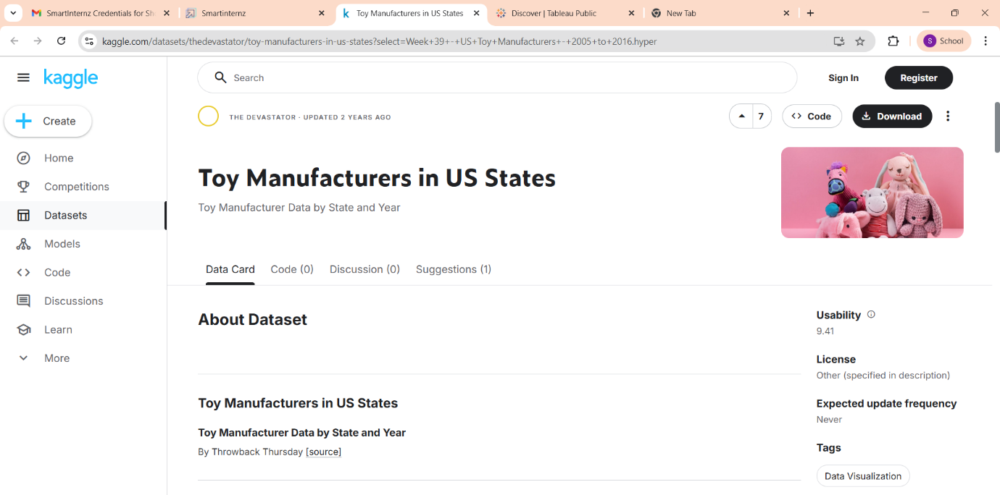 SmartInternz Credentials for Sh
Smartinternz
Toy Manufacturers in US States
Discover | Tableau Public
New Tab
kaggle.com/datasets/thedevastator/toy-manufacturers-in-us-states?select=Week+39+-+US+Toy+Manufacturers+-+2005+to+2016.hyper
S School
kaggle
Search
Sign In
Register
Create
THE DEVASTATOR · UPDATED 2 YEARS AGO
7
Code
Download
Home
Competitions
Datasets
Models
Code
Discussions
Learn
More
Toy Manufacturers in US States
Toy Manufacturer Data by State and Year
Data Card
Code (0)
Discussion (0)
Suggestions (1)
About Dataset
Toy Manufacturers in US States
Toy Manufacturer Data by State and Year
By Throwback Thursday [source]
Usability
9.41
License
Other (specified in description)
Expected update frequency
Never
Tags
Data Visualization